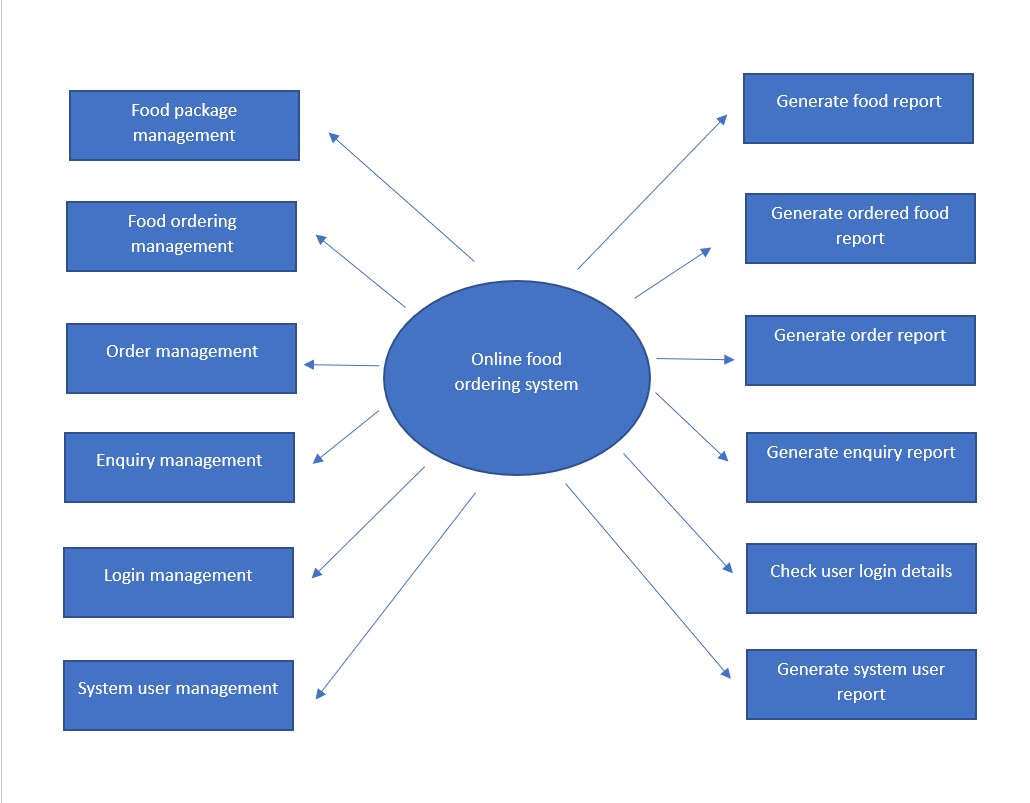 Food package
management
Food ordering
management
Order management
Enquiry management
Login management
System user management
Online food
ordering system
Generate food report
Generate ordered food
report
Generate order report
Generate enquiry report
Check user login details
Generate system user
report